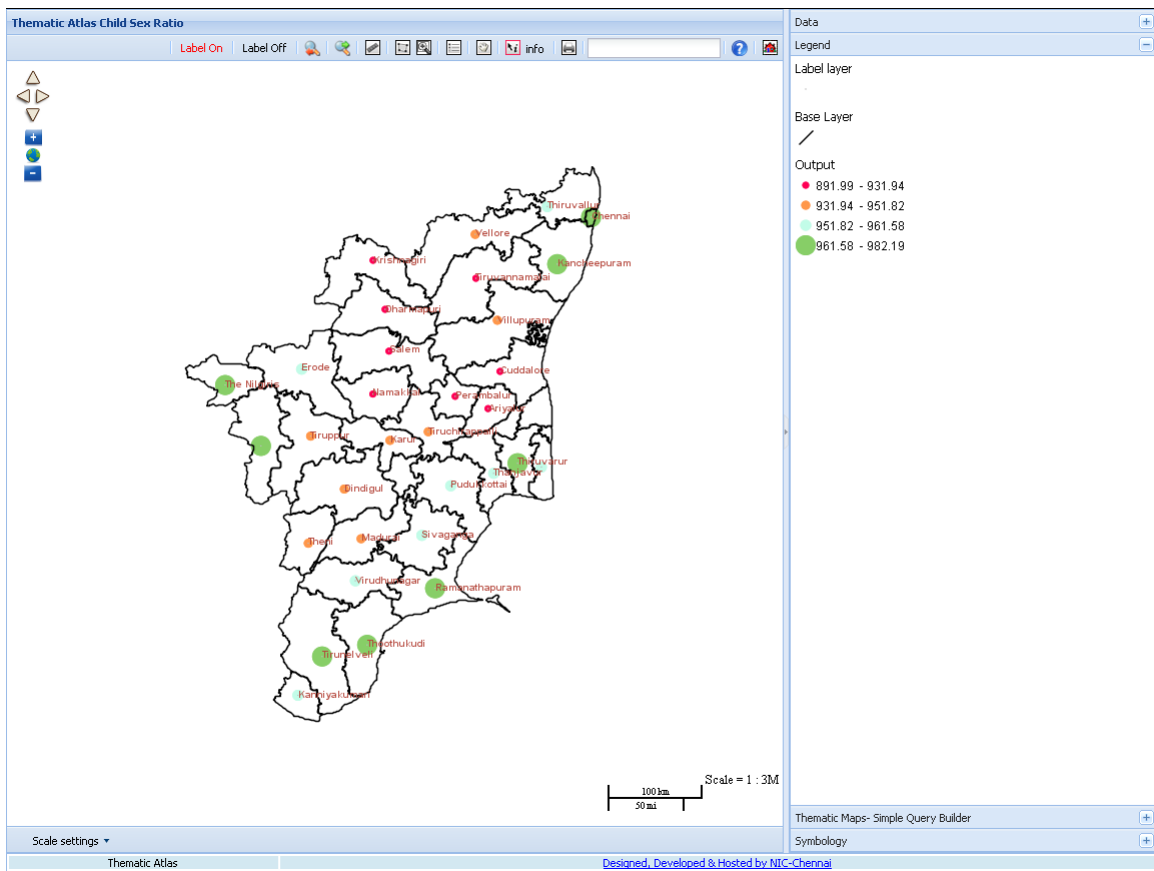 Thematic Atlas Child Sex Ratio
Label On Label Off info
Thiruvallur
Chennai
Vellore
Krishnagiri
Kancheepuram
Tiruvannamalai
Dharmapuri
Villupuram
Salem
Erode
Cuddalore
The Nilgiris
Namakkal
Perambalur
Ariyalur
Tiruppur
Karur
Tiruchirappalli
Thiruvarur
Thanjavur
Pudukkottai
Dindigul
Sivaganga
Theni
Madurai
Virudhunagar
Ramanathapuram
Thoothukudi
Tirunelveli
Kanniyakumari
Scale = 1 : 3M
100 km
50 mi
Scale settings
Data
Legend
Label layer
Base Layer
Output
891.99 - 931.94
931.94 - 951.82
951.82 - 961.58
961.58 - 982.19
Thematic Maps- Simple Query Builder
Symbology
Thematic Atlas
Designed, Developed & Hosted by NIC-Chennai